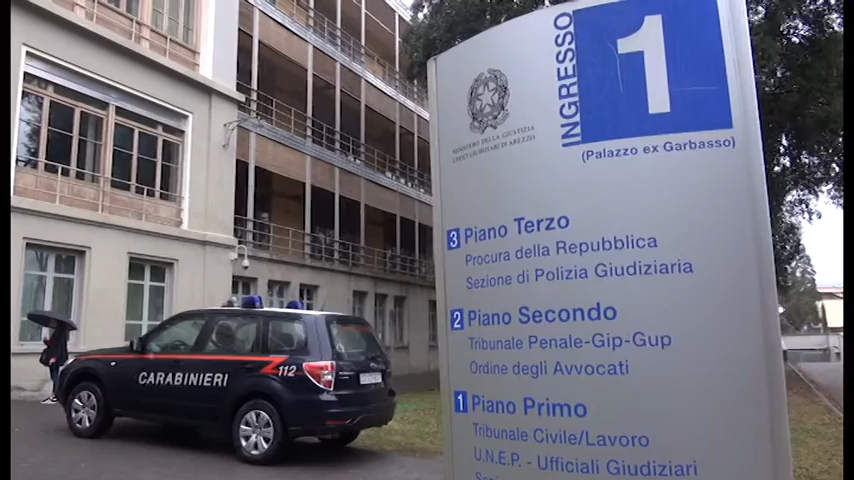 INGRESSO
1
MINISTERO DELLA GIUSTIZIA
UFFICI GIUDIZIARI DI AREZZO
(Palazzo ex Garbasso)
3 Piano Terzo
Procura della Repubblica
Sezione di Polizia Giudiziaria
2 Piano Secondo
Tribunale Penale-Gip-Gup
Ordine degli Avvocati
1 Piano Primo
Tribunale Civile/Lavoro
U.N.E.P. - Ufficiali Giudiziari
CARABINIERI
112